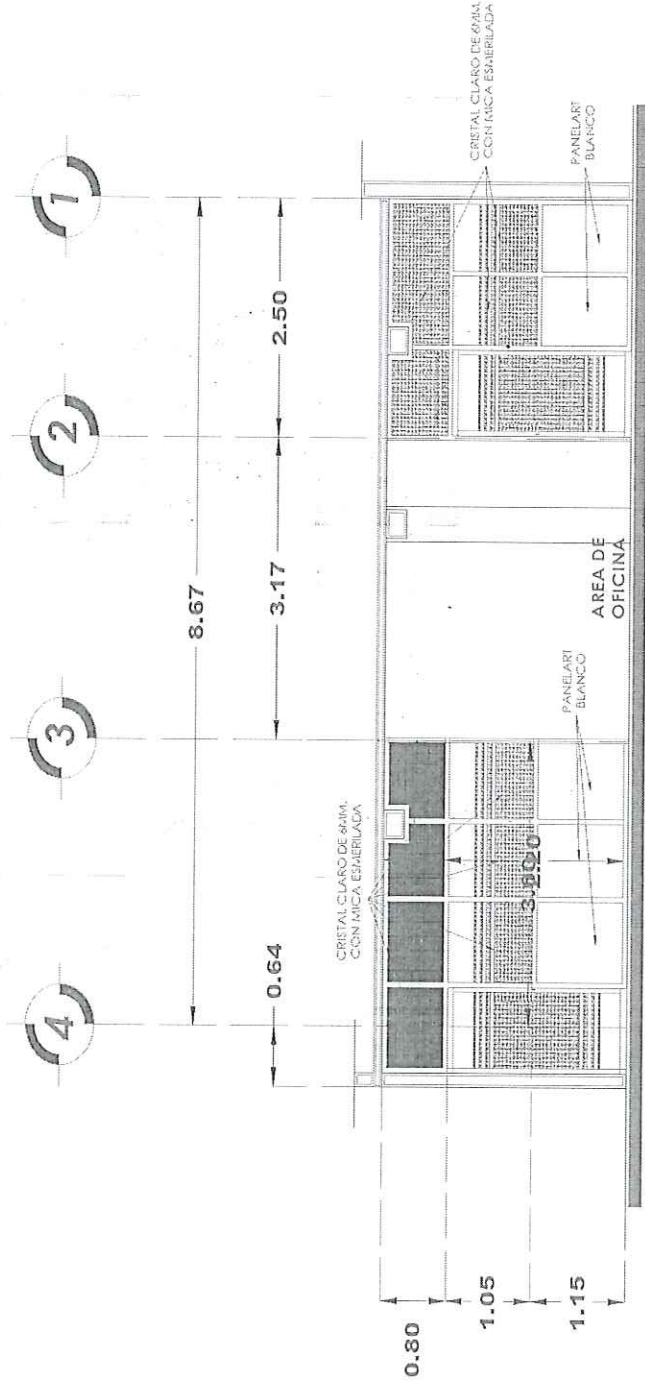 1
2
3
4
8.67
2.50
3.17
0.64
CRISTAL CLARO DE 6MM.
CON MICA ESMERILADA
CRISTAL CLARO DE 6MM.
CON MICA ESMERILADA
PANELART
BLANCO
PANELART
BLANCO
AREA DE
OFICINA
2.20
0.80
1.05
1.15